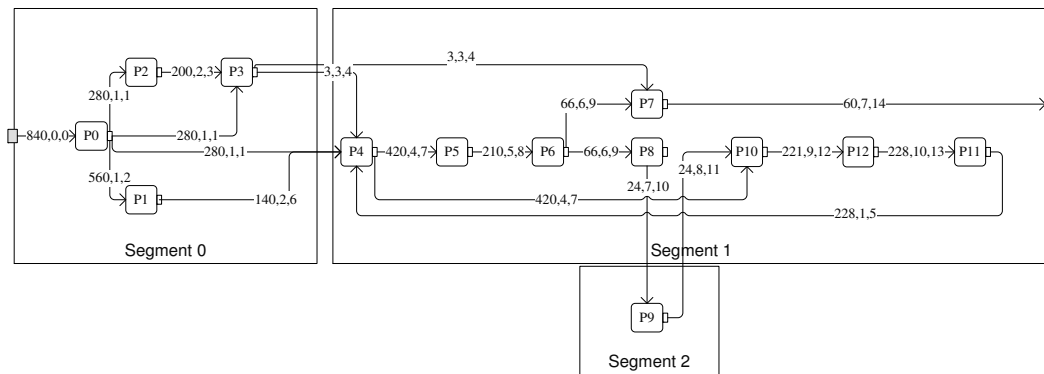 3,3,4
P2
200,2,3
P3
3,3,4
280,1,1
66,6,9
P7
60,7,14
840,0,0
P0
280,1,1
280,1,1
P4
420,4,7
P5
210,5,8
P6
66,6,9
P8
P10
221,9,12
P12
228,10,13
P11
560,1,2
24,7,10
24,8,11
P1
140,2,6
420,4,7
228,1,5
Segment 0
Segment 1
P9
Segment 2